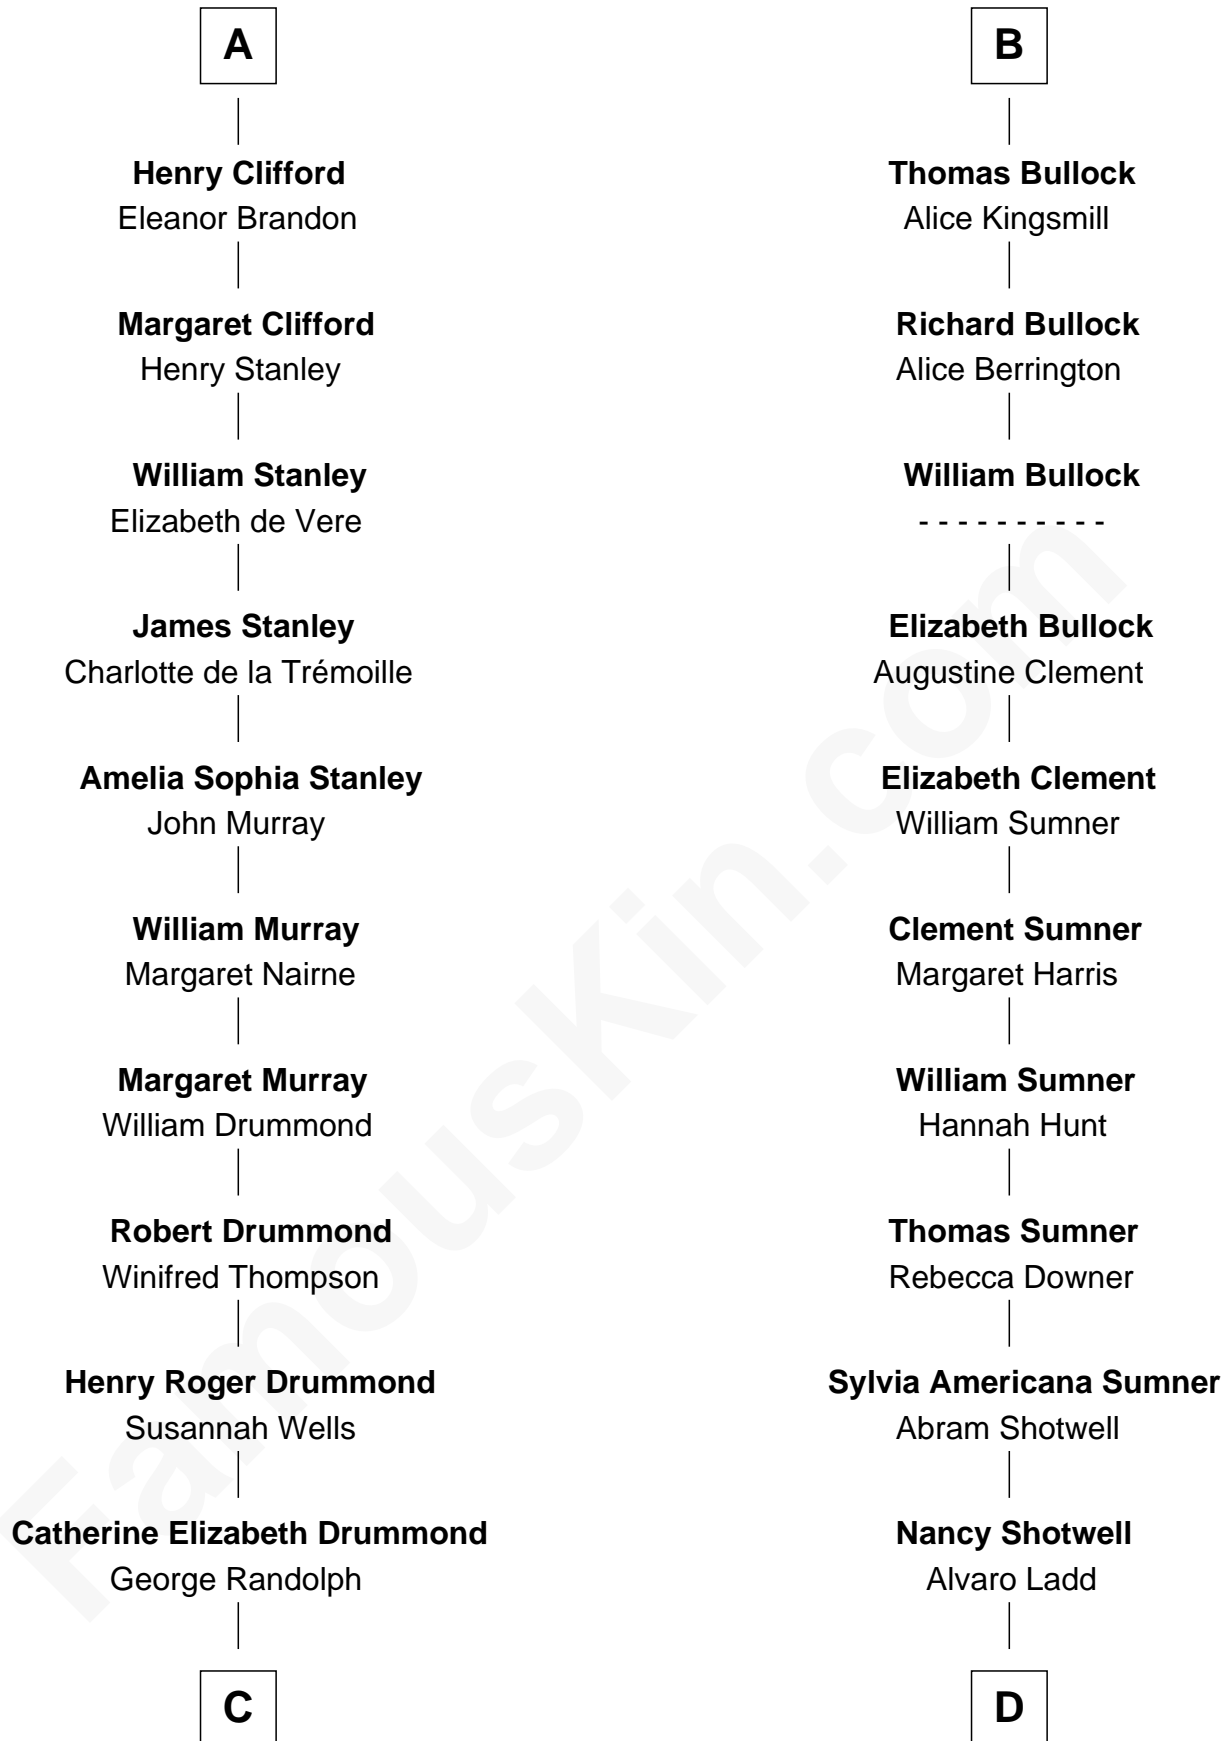 A
Henry Clifford
Eleanor Brandon
Margaret Clifford
Henry Stanley
William Stanley
Elizabeth de Vere
James Stanley
Charlotte de la Trémoille
Amelia Sophia Stanley
John Murray
William Murray
Margaret Nairne
Margaret Murray
William Drummond
Robert Drummond
Winifred Thompson
Henry Roger Drummond
Susannah Wells
Catherine Elizabeth Drummond
George Randolph
C
B
Thomas Bullock
Alice Kingsmill
Richard Bullock
Alice Berrington
William Bullock
- - - - - - - - - -
Elizabeth Bullock
Augustine Clement
Elizabeth Clement
William Sumner
Clement Sumner
Margaret Harris
William Sumner
Hannah Hunt
Thomas Sumner
Rebecca Downer
Sylvia Americana Sumner
Abram Shotwell
Nancy Shotwell
Alvaro Ladd
D
FamousKin.com